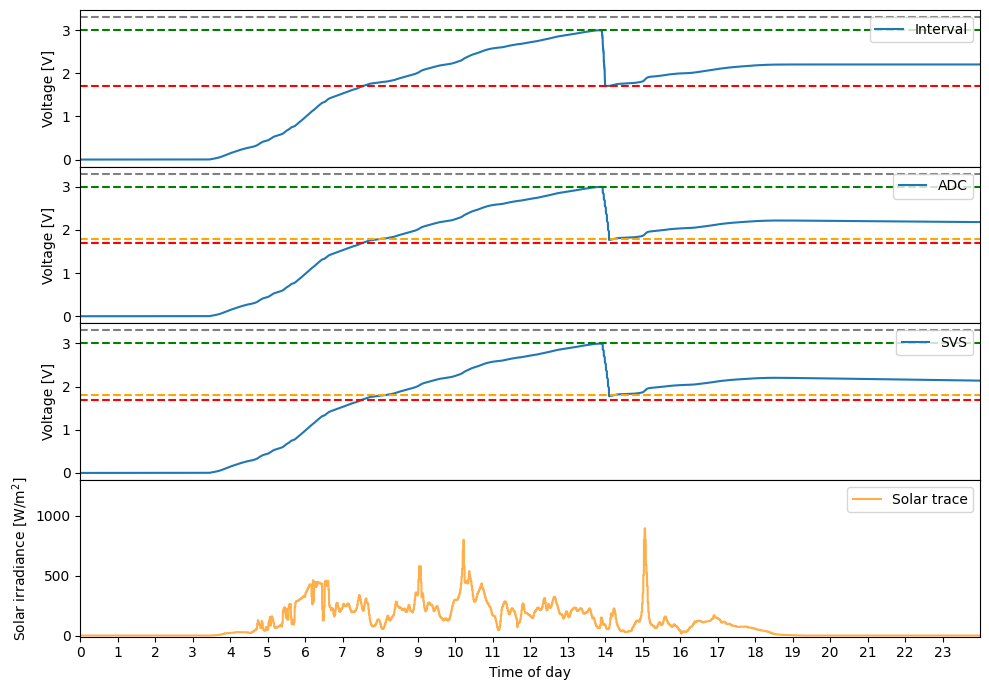 Voltage [V]
3
2
1
0
Interval
Voltage [V]
3
2
1
0
ADC
Voltage [V]
3
2
1
0
SVS
Solar irradiance [W/m²]
1000
500
0
Solar trace
0 1 2 3 4 5 6 7 8 9 10 11 12 13 14 15 16 17 18 19 20 21 22 23
Time of day